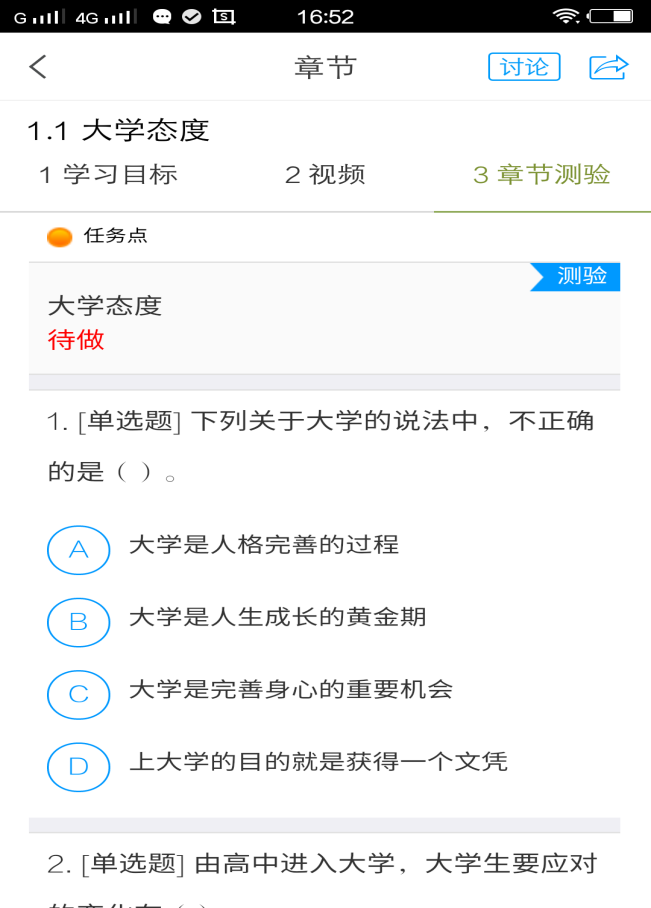 G 4G 16:52
章节 讨论
1.1 大学态度
1 学习目标 2 视频 3 章节测验
任务点
测验
大学态度
待做
1. [单选题] 下列关于大学的说法中，不正确
的是（ ）。
A 大学是人格完善的过程
B 大学是人生成长的黄金期
C 大学是完善身心的重要机会
D 上大学的目的就是获得一个文凭
2. [单选题] 由高中进入大学，大学生要应对